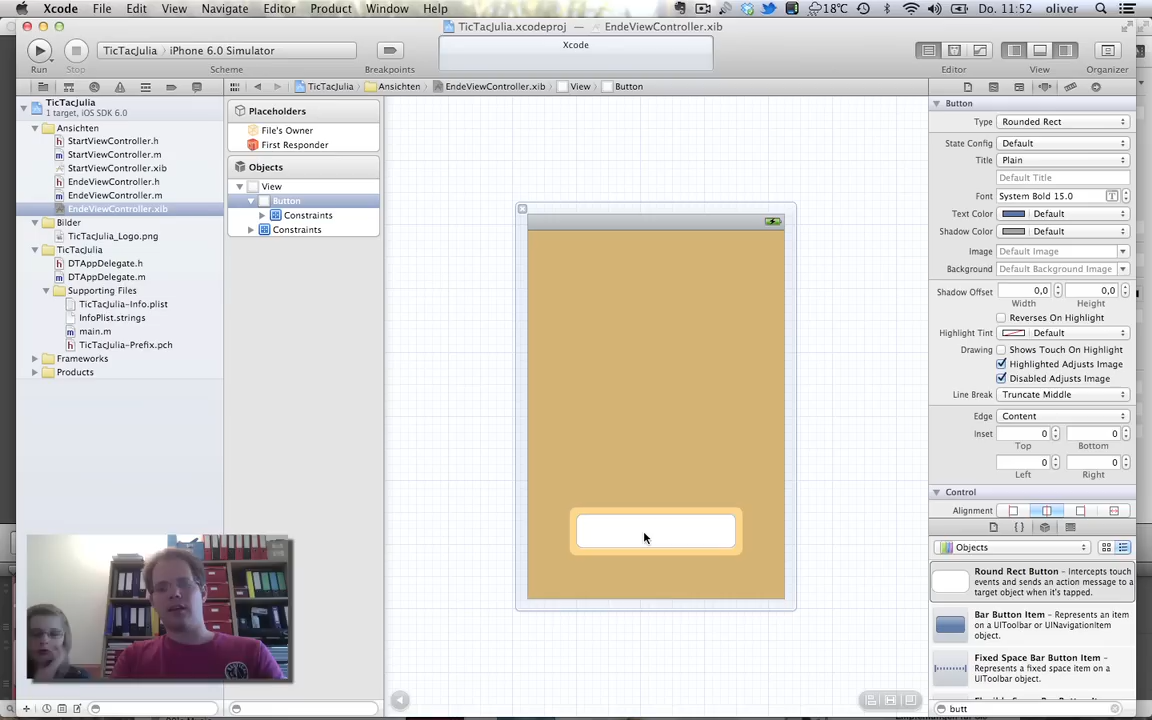 Xcode File Edit View Navigate Editor Product Window Help 18°C Do. 11:52 oliver
TicTacJulia.xcodeproj — EndeViewController.xib
TicTacJulia iPhone 6.0 Simulator
Xcode
Run Stop Scheme Breakpoints Editor View Organizer
TicTacJulia Ansichten EndeViewController.xib View Button
TicTacJulia
1 target, iOS SDK 6.0
Ansichten
StartViewController.h
StartViewController.m
StartViewController.xib
EndeViewController.h
EndeViewController.m
EndeViewController.xib
Bilder
TicTacJulia_Logo.png
TicTacJulia
DTAppDelegate.h
DTAppDelegate.m
Supporting Files
TicTacJulia-Info.plist
InfoPlist.strings
main.m
TicTacJulia-Prefix.pch
Frameworks
Products
Placeholders
File's Owner
First Responder
Objects
View
Button
Constraints
Constraints
Button
Type Rounded Rect
State Config Default
Title Plain
Default Title
Font System Bold 15.0
Text Color Default
Shadow Color Default
Image Default Image
Background Default Background Image
Shadow Offset 0,0 0,0
Width Height
Reverses On Highlight
Highlight Tint Default
Drawing Shows Touch On Highlight
Highlighted Adjusts Image
Disabled Adjusts Image
Line Break Truncate Middle
Edge Content
Inset 0 0
Top Bottom
0 0
Left Right
Control
Alignment
Objects
Round Rect Button – Intercepts touch
events and sends an action message to a
target object when it's tapped.
Bar Button Item – Represents an item
on a UIToolbar or UINavigationItem
object.
Fixed Space Bar Button Item –
Represents a fixed space item on a
UIToolbar object.
butt